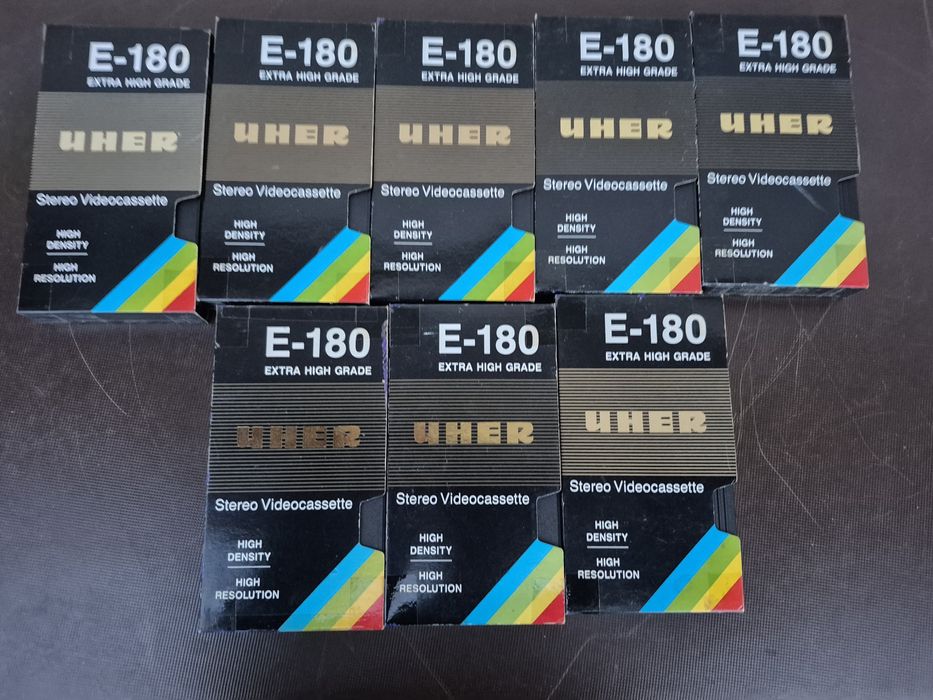 E-180
EXTRA HIGH GRADE
UHER
Stereo Videocassette
HIGH
DENSITY
HIGH
RESOLUTION
E-180
EXTRA HIGH GRADE
UHER
Stereo Videocassette
HIGH
DENSITY
HIGH
RESOLUTION
E-180
EXTRA HIGH GRADE
UHER
Stereo Videocassette
HIGH
DENSITY
HIGH
RESOLUTION
E-180
EXTRA HIGH GRADE
UHER
Stereo Videocassette
HIGH
DENSITY
HIGH
RESOLUTION
E-180
EXTRA HIGH GRADE
UHER
Stereo Videocassette
HIGH
DENSITY
HIGH
RESOLUTION
E-180
EXTRA HIGH GRADE
UHER
Stereo Videocassette
HIGH
DENSITY
HIGH
RESOLUTION
E-180
EXTRA HIGH GRADE
UHER
Stereo Videocassette
HIGH
DENSITY
HIGH
RESOLUTION
E-180
EXTRA HIGH GRADE
UHER
Stereo Videocassette
HIGH
DENSITY
HIGH
RESOLUTION